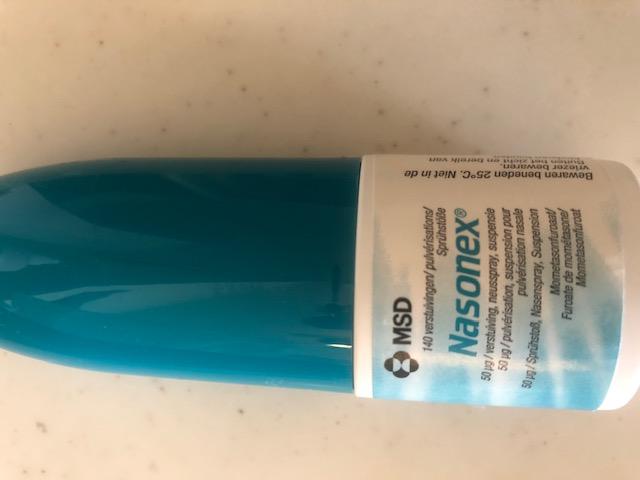 MSD
140 verstuivingen/ pulvérisations/
Sprühstöße
Nasonex®
50 µg / verstuiving, neusspray, suspensie
50 µg / pulvérisation, suspension pour
pulvérisation nasale
50 µg / Sprühstoß, Nasenspray, Suspension
Mometasonfuroaat/
Furoate de mométasone/
Mometasonfuroat
Bewaren beneden 25°C. Niet in de
vriezer bewaren.
Buiten het zicht en bereik van